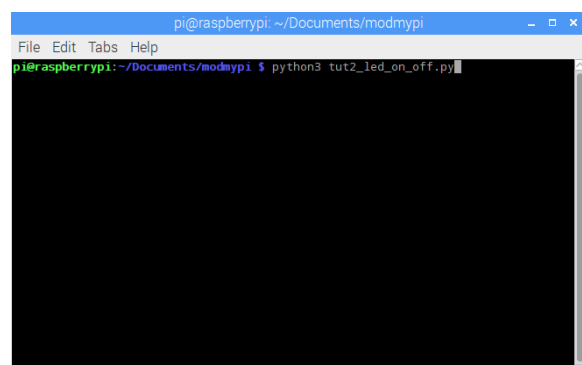 pi@raspberrypi: ~/Documents/modmypi
File Edit Tabs Help
pi@raspberrypi:~/Documents/modmypi $ python3 tut2_led_on_off.py